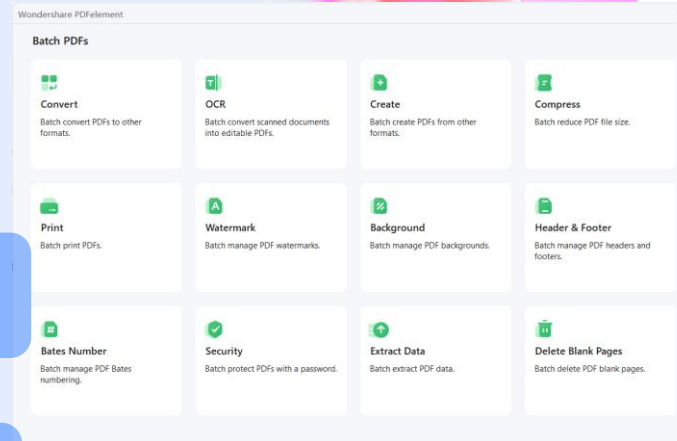 Wondershare PDFelement
Batch PDFs
Convert
Batch convert PDFs to other
formats.
OCR
Batch convert scanned documents
into editable PDFs.
Create
Batch create PDFs from other
formats.
Compress
Batch reduce PDF file size.
Print
Batch print PDFs.
Watermark
Batch manage PDF watermarks.
Background
Batch manage PDF backgrounds.
Header & Footer
Batch manage PDF headers and
footers.
Bates Number
Batch manage PDF Bates
numbering.
Security
Batch protect PDFs with a password.
Extract Data
Batch extract PDF data.
Delete Blank Pages
Batch delete PDF blank pages.